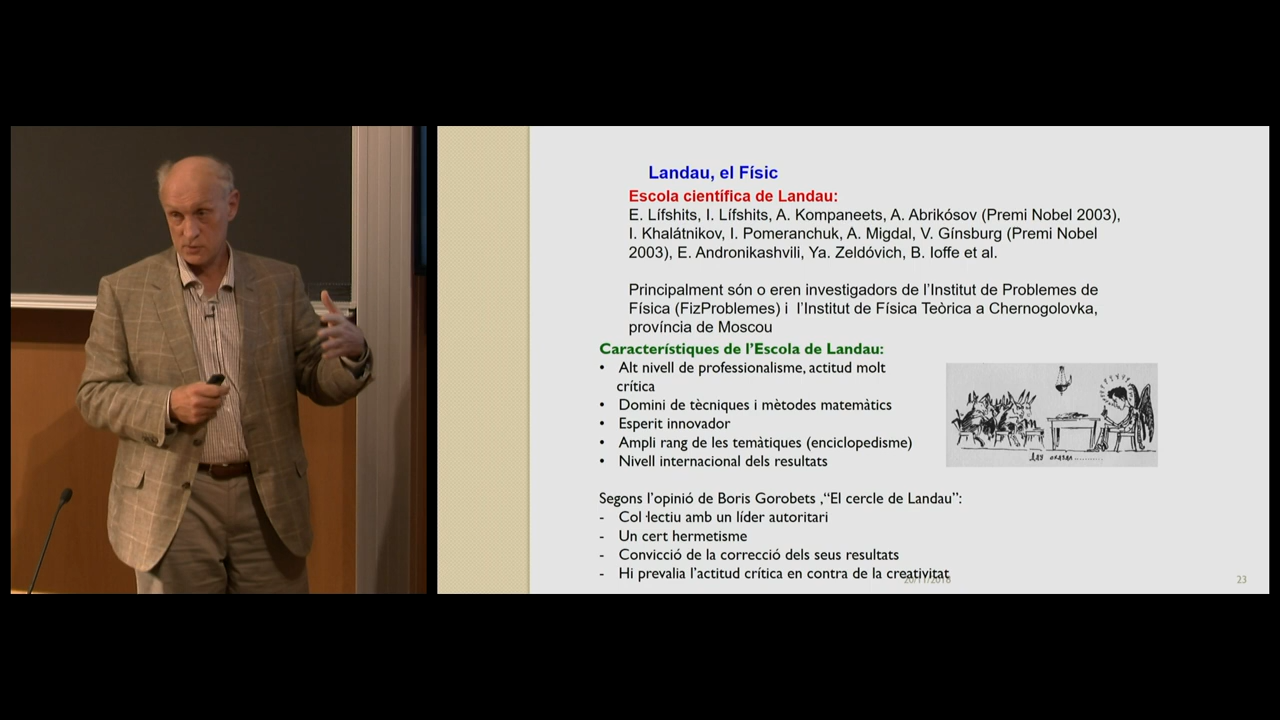 Landau, el Físic
Escola científica de Landau:
E. Lífshits, I. Lífshits, A. Kompaneets, A. Abrikósov (Premi Nobel 2003),
I. Khalátnikov, I. Pomeranchuk, A. Migdal, V. Gínsburg (Premi Nobel
2003), E. Andronikashvili, Ya. Zeldóvich, B. Ioffe et al.
Principalment són o eren investigadors de l’Institut de Problemes de
Física (FizProblemes) i l’Institut de Física Teòrica a Chernogolovka,
província de Moscou
Característiques de l’Escola de Landau:
• Alt nivell de professionalisme, actitud molt
crítica
• Domini de tècniques i mètodes matemàtics
• Esperit innovador
• Ampli rang de les temàtiques (enciclopedisme)
• Nivell internacional dels resultats
Segons l’opinió de Boris Gorobets ,“El cercle de Landau”:
- Col·lectiu amb un líder autoritari
- Un cert hermetisme
- Convicció de la correcció dels seus resultats
- Hi prevalia l’actitud crítica en contra de la creativitat
20/11/2018
23